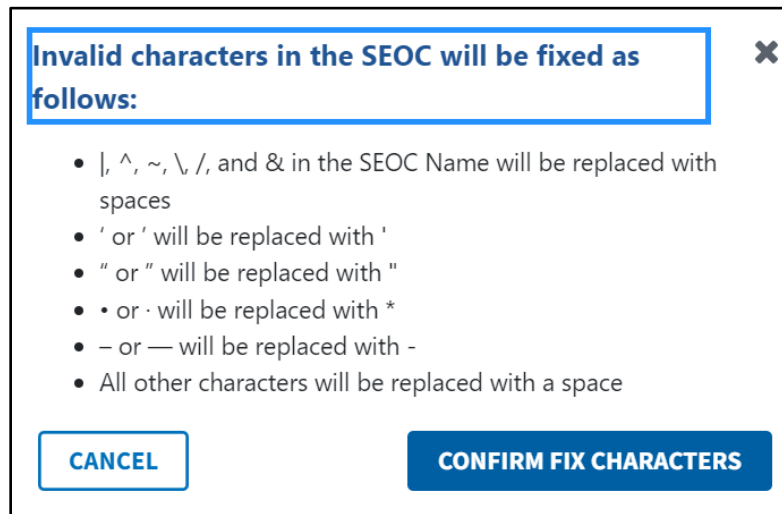 Invalid characters in the SEOC will be fixed as
follows:
• |, ^, ~, \, /, and & in the SEOC Name will be replaced with
spaces
• ‘ or ’ will be replaced with '
• “ or ” will be replaced with "
• • or · will be replaced with *
• – or — will be replaced with -
• All other characters will be replaced with a space
CANCEL
CONFIRM FIX CHARACTERS